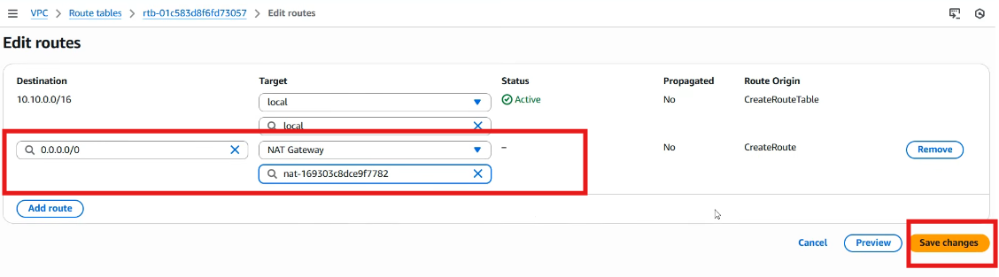 VPC > Route tables > rtb-01c583d8f6fd73057 > Edit routes
Edit routes
Destination Target Status Propagated Route Origin
10.10.0.0/16 local Active No CreateRouteTable
local
0.0.0.0/0 NAT Gateway – No CreateRoute Remove
nat-169303c8dce9f7782
Add route
Cancel Preview Save changes